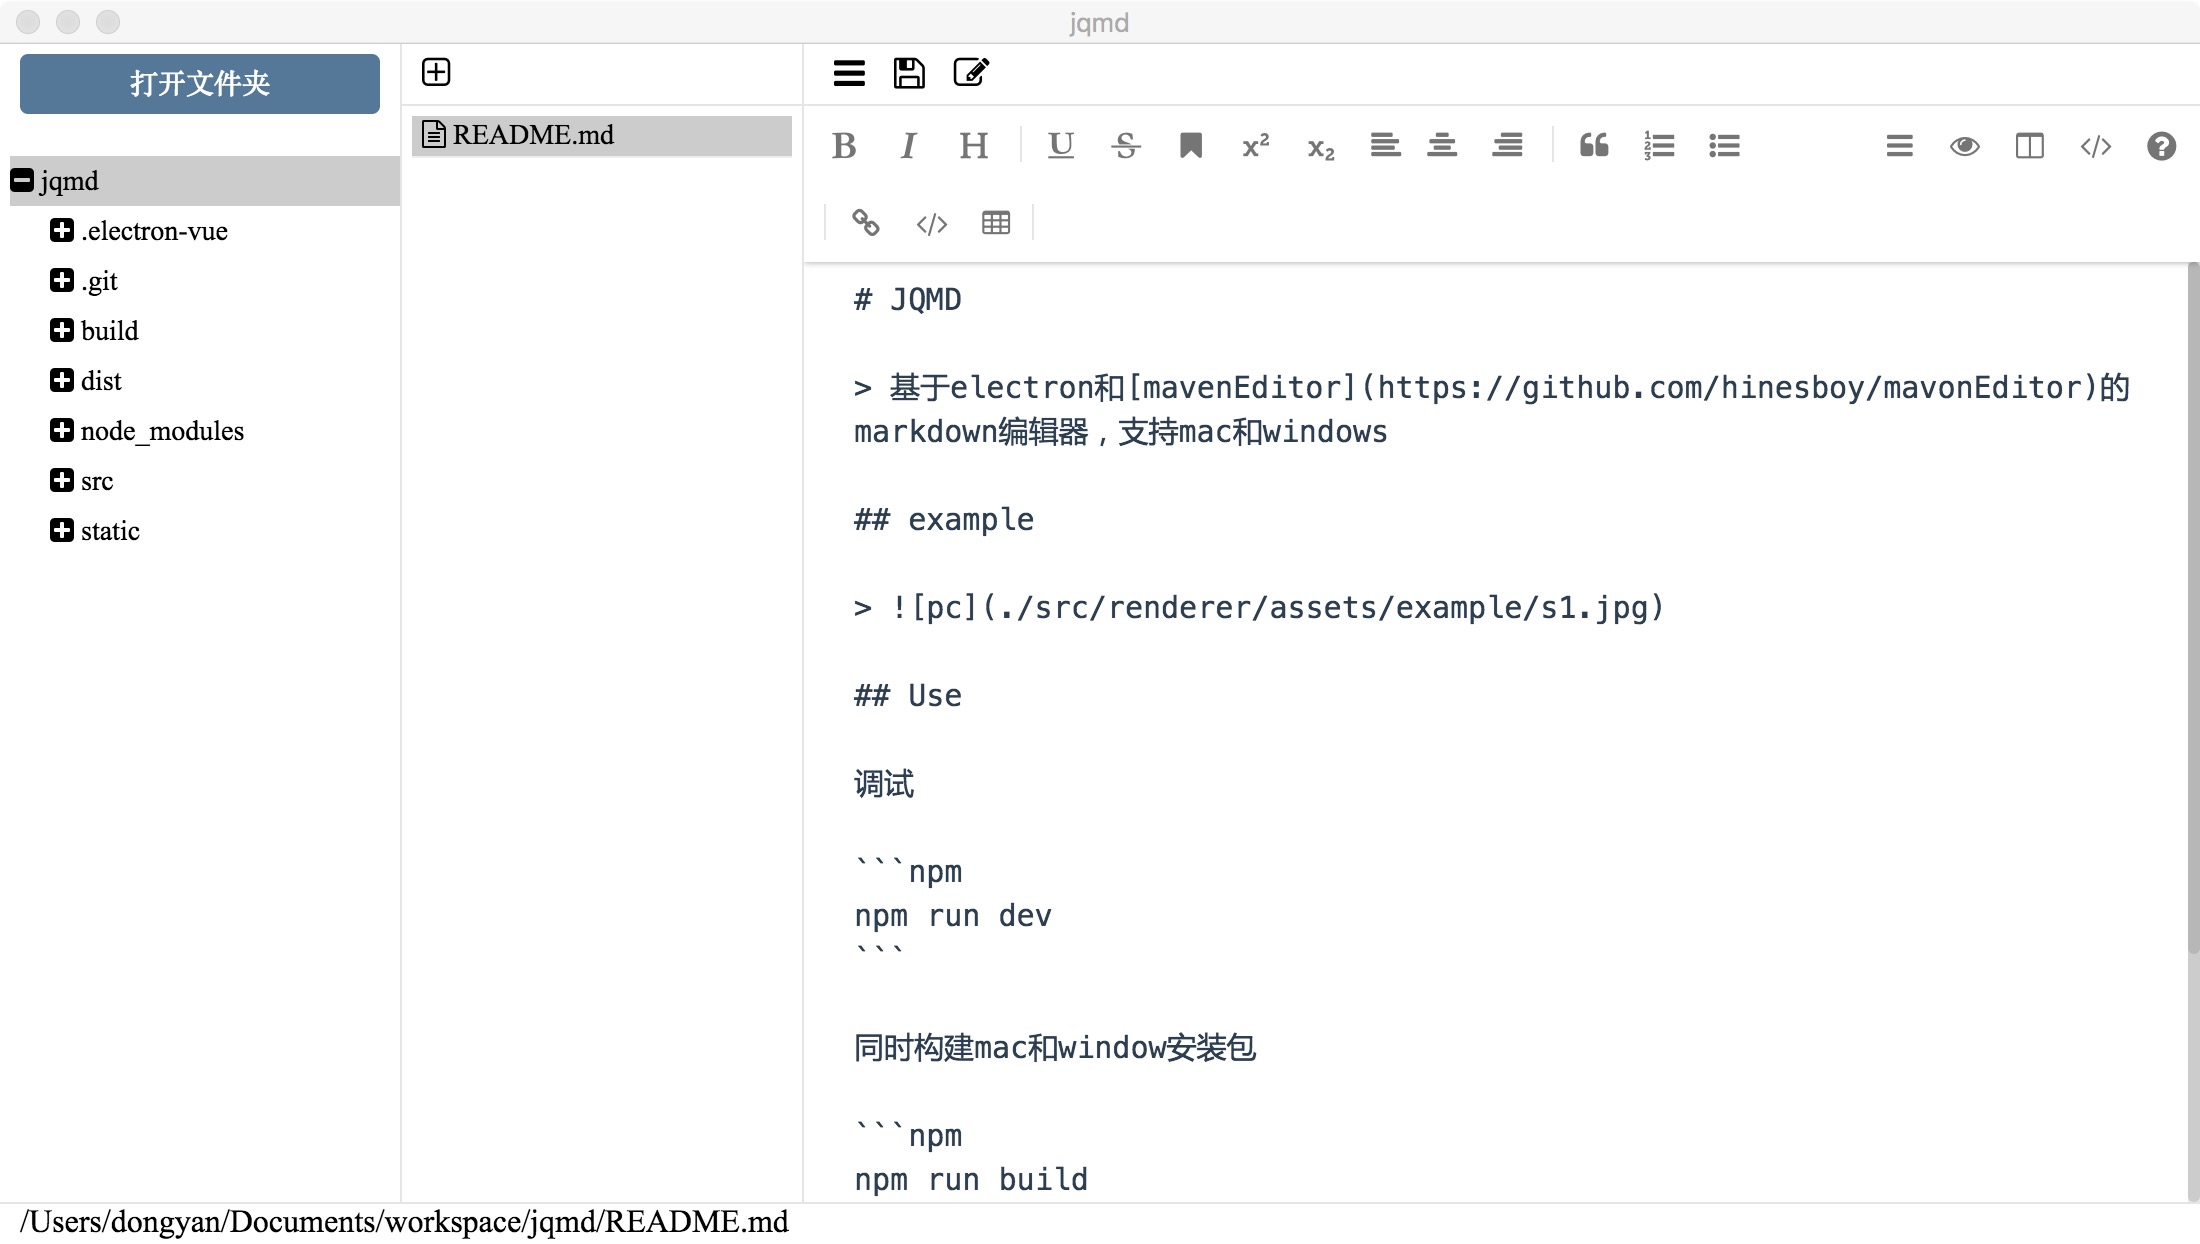 jqmd
打开文件夹
jqmd
.electron-vue
.git
build
dist
node_modules
src
static
README.md
# JQMD
> 基于electron和[mavenEditor](https://github.com/hinesboy/mavonEditor)的
markdown编辑器，支持mac和windows
## example
> ![pc](./src/renderer/assets/example/s1.jpg)
## Use
调试
```npm
npm run dev
```
同时构建mac和window安装包
```npm
npm run build
/Users/dongyan/Documents/workspace/jqmd/README.md